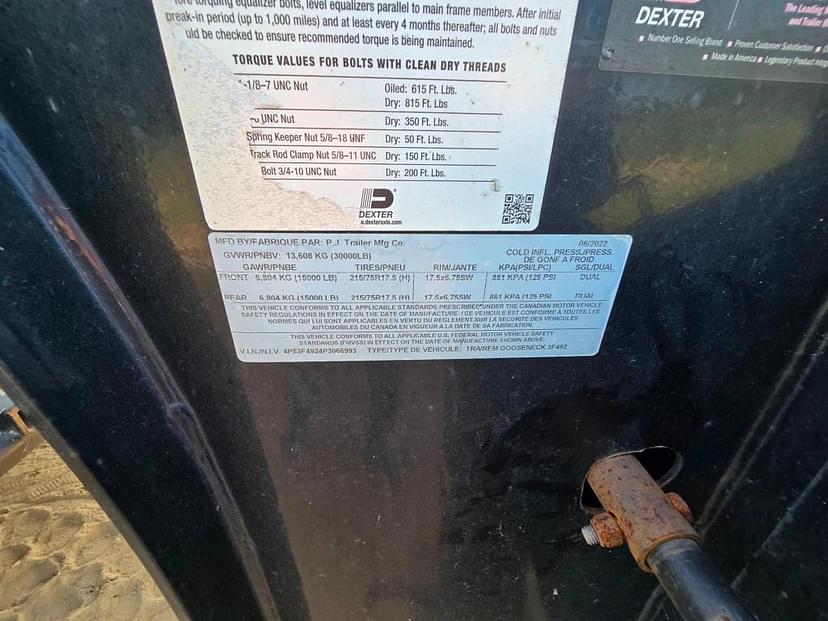 fore torquing equalizer bolts, level equalizers parallel to main frame members. After initial
break-in period (up to 1,000 miles) and at least every 4 months thereafter; all bolts and nuts
uld be checked to ensure recommended torque is being maintained.
TORQUE VALUES FOR BOLTS WITH CLEAN DRY THREADS
-1/8–7 UNC Nut Oiled: 615 Ft. Lbs.
Dry: 815 Ft. Lbs.
UNC Nut Dry: 350 Ft. Lbs.
Spring Keeper Nut 5/8-18 UNF Dry: 50 Ft. Lbs.
Track Rod Clamp Nut 5/8–11 UNC Dry: 150 Ft. Lbs.
Bolt 3/4-10 UNC Nut Dry: 200 Ft. Lbs.
DEXTER
w.dexteraxle.com
DEXTER
The Leading
and Trailer
Number One Selling Brand ■ Proven Customer Satisfaction ■
Made in America ■ Legendary Product Integ
MFD BY/FABRIQUE PAR: P.J. Trailer Mfg Co. 06/2022
GVWR/PNBV: 13,608 KG (30000LB) COLD INFL. PRESS./PRESS.
DE GONF A FROID
GAWR/PNBE TIRES/PNEU RIM/JANTE KPA(PSI/LPC) SGL/DUAL
FRONT 6,804 KG (15000 LB) 215/75R17.5 (H) 17.5x6.75SW 861 KPA (125 PSI) DUAL
REAR 6,804 KG (15000 LB) 215/75R17.5 (H) 17.5x6.75SW 861 KPA (125 PSI DUAL
THIS VEHICLE CONFORMS TO ALL APPLICABLE STANDARDS PRESCRIBED UNDER THE CANADIAN MOTOR VEHICLE
SAFETY REGULATIONS IN EFFECT ON THE DATE OF MANUFACTURE / CE VEHICULE EST CONFORME A TOUTES LES
NORMES QUI LUI SONT APPLICABLES EN VERTU DU REGLEMENT SUR LA SECURITE DES VEHICULES
AUTOMOBILES DU CANADA EN VIGUEUR A LA DATE DE SA FABRICATION.
THIS VEHICLE CONFORMS TO ALL APPLICABLE U.S. FEDERAL MOTOR VEHICLE SAFETY
STANDARDS (FMVSS) IN EFFECT ON THE DATE OF MANUFACTURE SHOWN ABOVE.
V.I.N./N.I.V. 4P53F4924P3066993 TYPE/TYPE DE VEHICULE: TRA/REM GOOSENECK 3F492